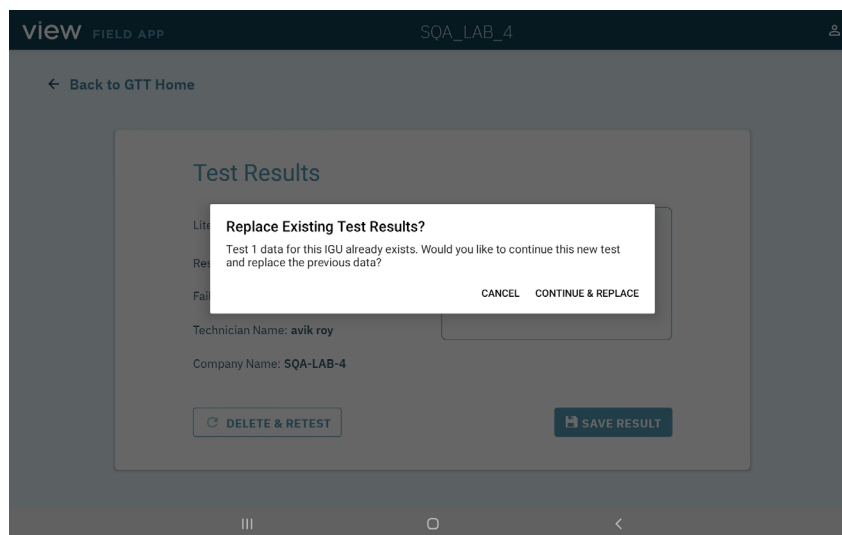 view FIELD APP
SQA_LAB_4
← Back to GTT Home
Test Results
Replace Existing Test Results?
Test 1 data for this IGU already exists. Would you like to continue this new test
and replace the previous data?
CANCEL CONTINUE & REPLACE
Technician Name: avik roy
Company Name: SQA-LAB-4
DELETE & RETEST
SAVE RESULT